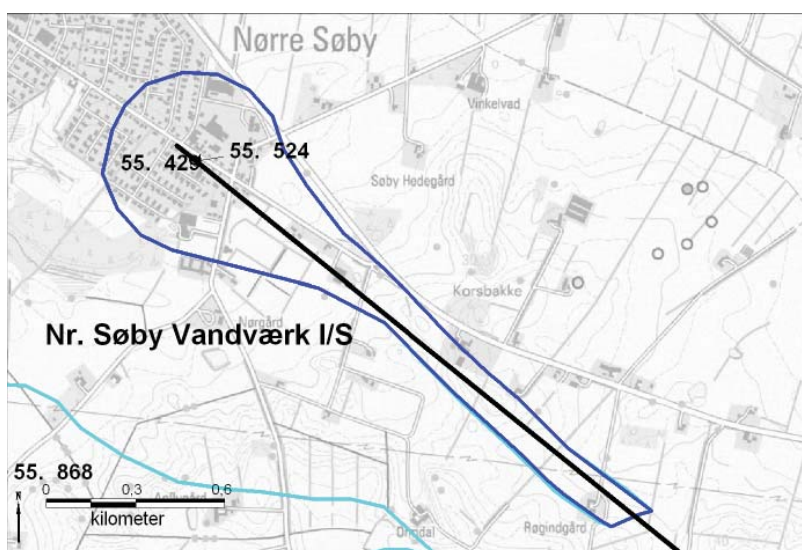 Nørre Søby
Vinkelvad
55. 429
55. 524
Søby Hedegård
Korsbakke
Nørgård
Nr. Søby Vandværk I/S
55. 868
N
0 0,3 0,6
kilometer
Røgindgård